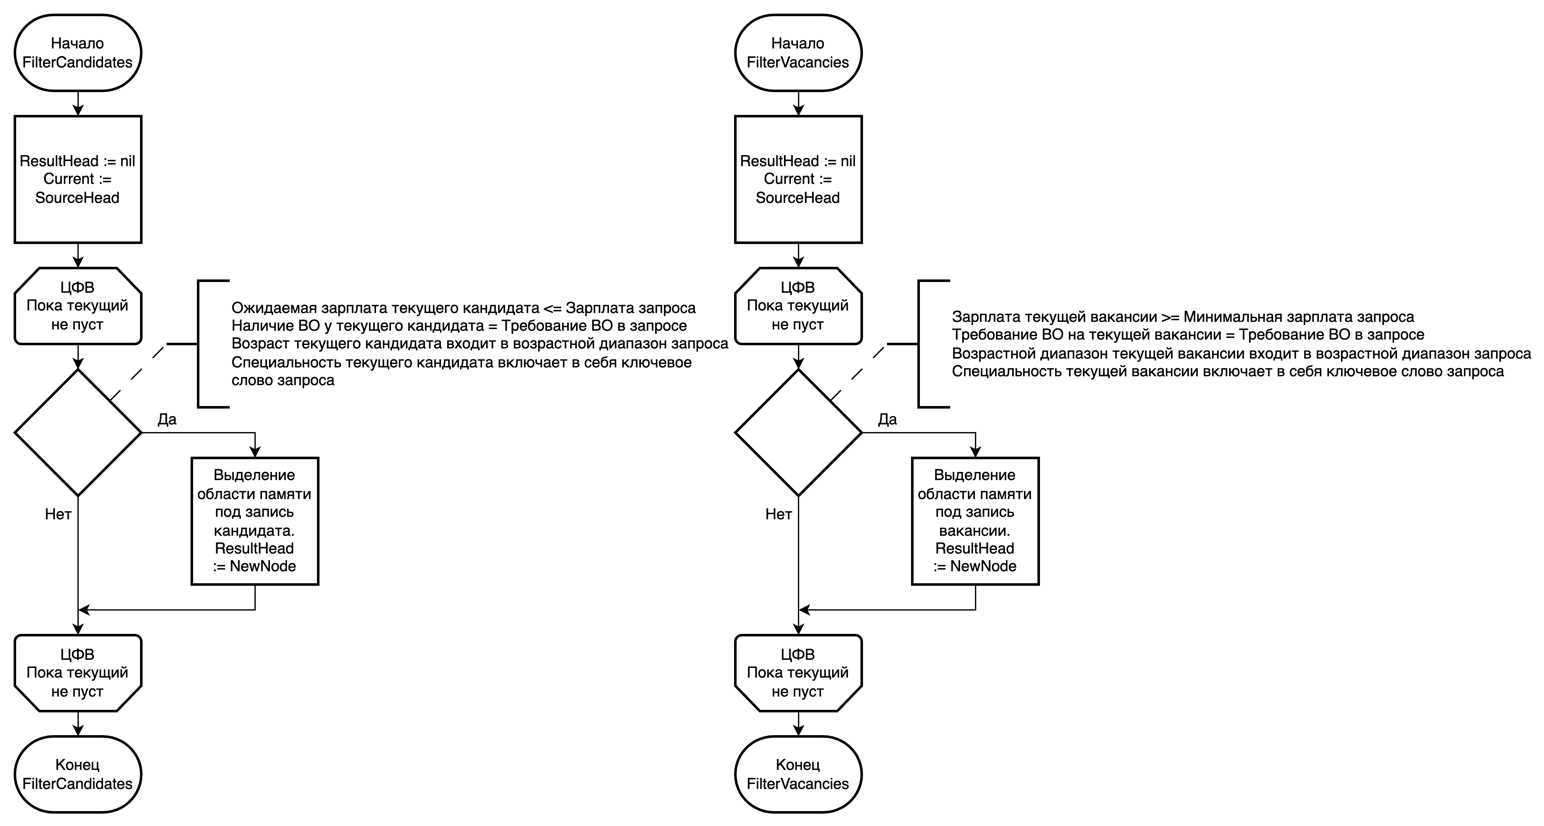 Начало
FilterCandidates
ResultHead := nil
Current :=
SourceHead
ЦФВ
Пока текущий
не пуст
Ожидаемая зарплата текущего кандидата <= Зарплата запроса
Наличие ВО у текущего кандидата = Требование ВО в запросе
Возраст текущего кандидата входит в возрастной диапазон запроса
Специальность текущего кандидата включает в себя ключевое
слово запроса
Да
Нет
Выделение
области памяти
под запись
кандидата.
ResultHead
:= NewNode
ЦФВ
Пока текущий
не пуст
Конец
FilterCandidates
Начало
FilterVacancies
ResultHead := nil
Current :=
SourceHead
ЦФВ
Пока текущий
не пуст
Зарплата текущей вакансии >= Минимальная зарплата запроса
Требование ВО на текущей вакансии = Требование ВО в запросе
Возрастной диапазон текущей вакансии входит в возрастной диапазон запроса
Специальность текущей вакансии включает в себя ключевое слово запроса
Да
Нет
Выделение
области памяти
под запись
вакансии.
ResultHead
:= NewNode
ЦФВ
Пока текущий
не пуст
Конец
FilterVacancies